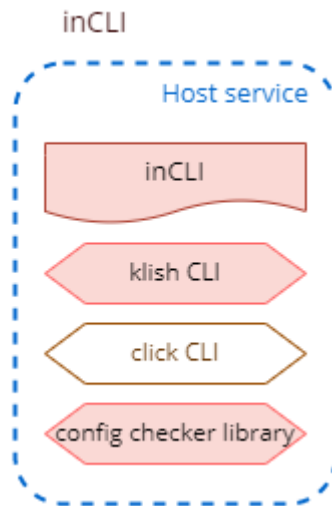 inCLI
Host service
inCLI
klish CLI
click CLI
config checker library